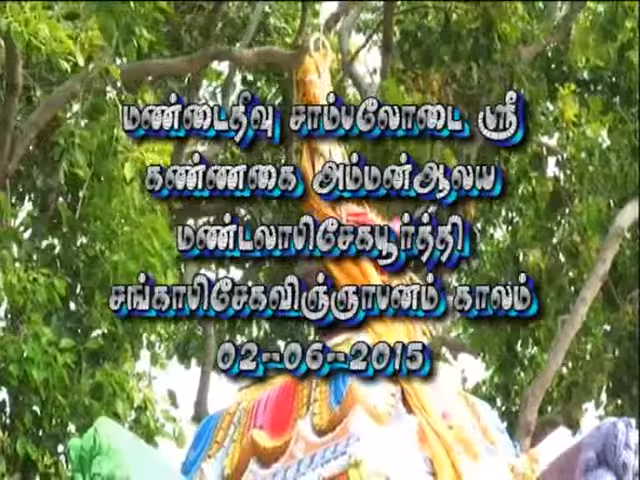 மண்டைதீவு சாம்பலோடை ஸ்ரீ
கண்ணகை அம்மன்ஆலய
மண்டலாபிசேகபூர்த்தி
சங்காபிசேகவிஞ்ஞாபனம் காலம்
02--06--2015